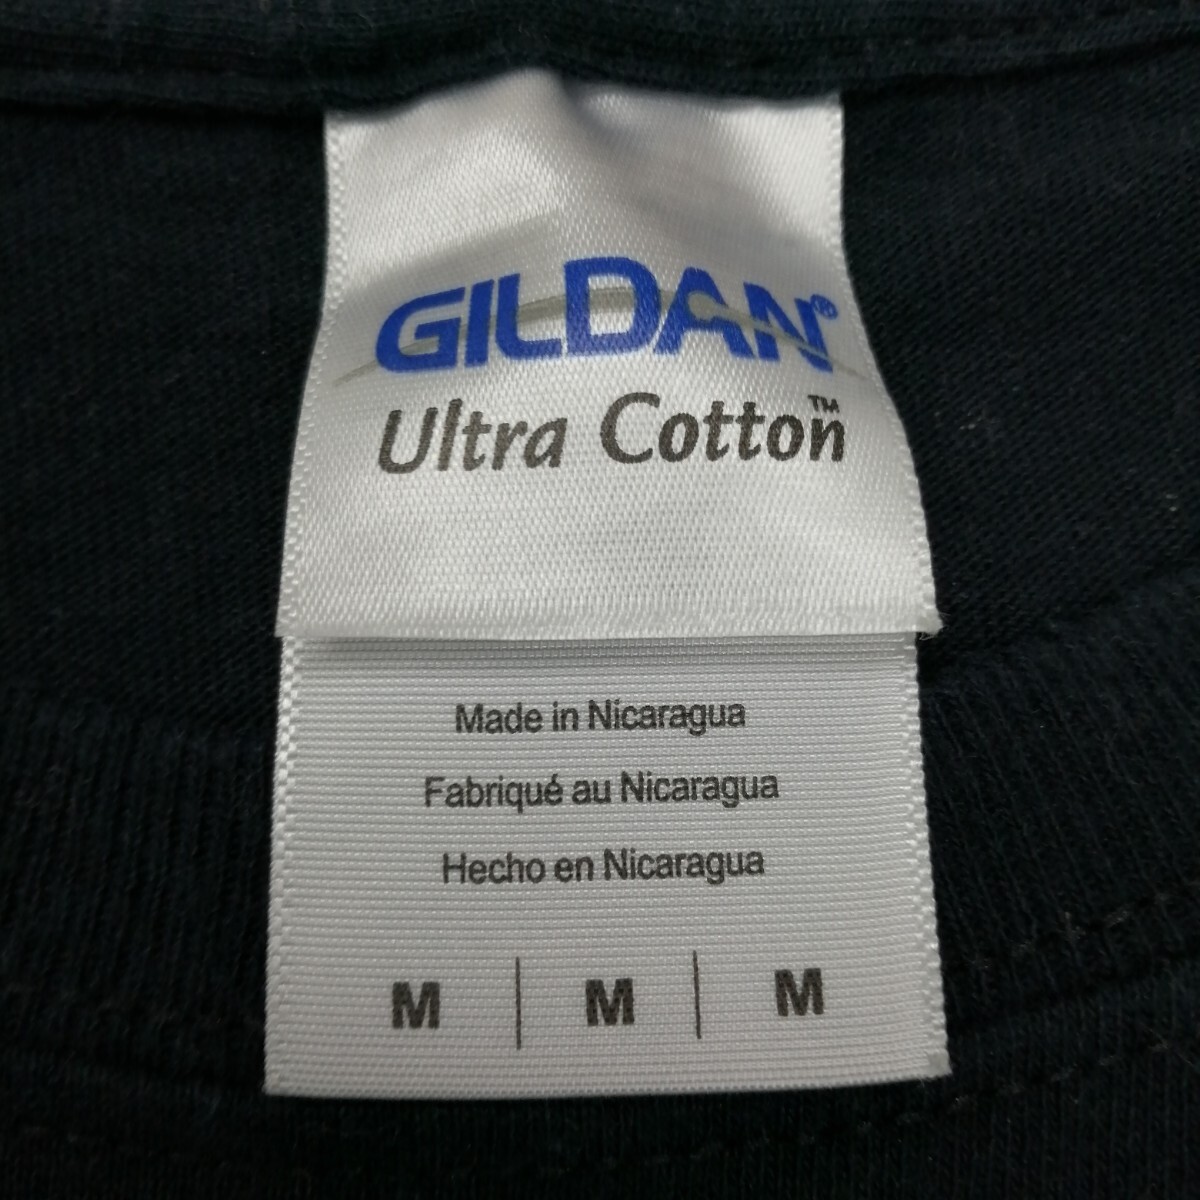 GILDAN®
Ultra Cotton™
Made in Nicaragua
Fabriqué au Nicaragua
Hecho en Nicaragua
M | M | M